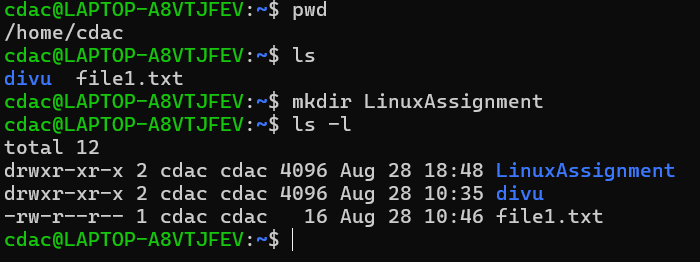 cdac@LAPTOP-A8VTJFEV:~$ pwd
/home/cdac
cdac@LAPTOP-A8VTJFEV:~$ ls
divu  file1.txt
cdac@LAPTOP-A8VTJFEV:~$ mkdir LinuxAssignment
cdac@LAPTOP-A8VTJFEV:~$ ls -l
total 12
drwxr-xr-x 2 cdac cdac 4096 Aug 28 18:48 LinuxAssignment
drwxr-xr-x 2 cdac cdac 4096 Aug 28 10:35 divu
-rw-r--r-- 1 cdac cdac   16 Aug 28 10:46 file1.txt
cdac@LAPTOP-A8VTJFEV:~$